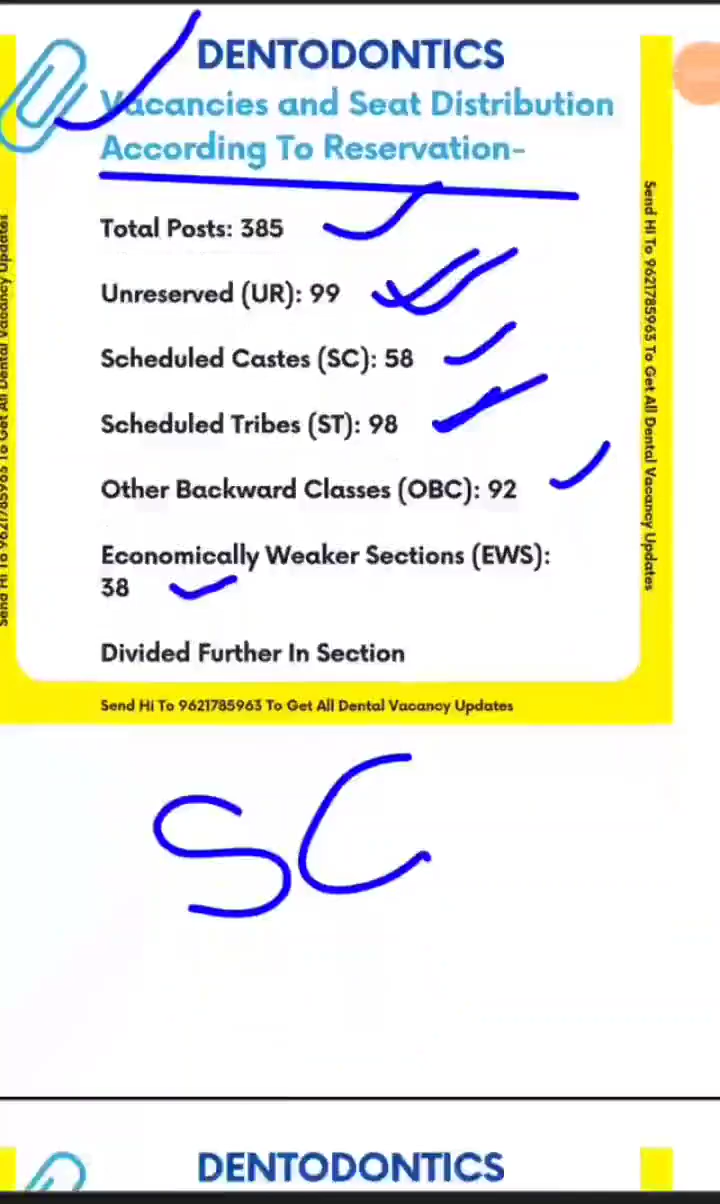 DENTODONTICS
Vacancies and Seat Distribution
According To Reservation-
Total Posts: 385
Unreserved (UR): 99
Scheduled Castes (SC): 58
Scheduled Tribes (ST): 98
Other Backward Classes (OBC): 92
Economically Weaker Sections (EWS):
38
Divided Further In Section
Send Hi To 9621785963 To Get All Dental Vacancy Updates
Send Hi To 9621785963 To Get All Dental Vacancy Updates
Send Hi To 9621785963 To Get All Dental Vacancy Updates
SC
DENTODONTICS